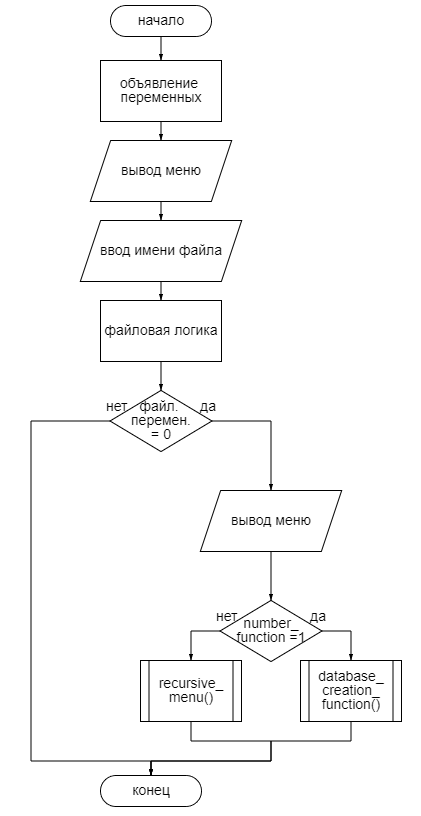 начало
объявление
переменных
вывод меню
ввод имени файла
файловая логика
нет
файл.
перемен.
= 0
да
вывод меню
нет
number_
function =1
да
recursive_
menu()
database_
creation_
function()
конец